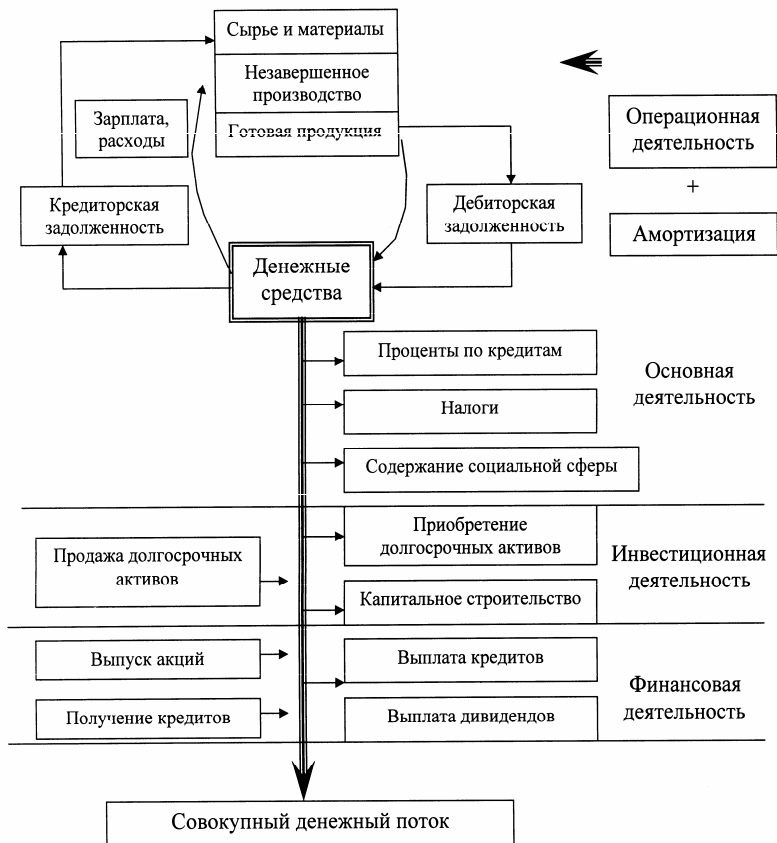 Сырье и материалы
Незавершенное
производство
Готовая продукция
Зарплата,
расходы
Операционная
деятельность
+
Амортизация
Кредиторская
задолженность
Дебиторская
задолженность
Денежные
средства
Проценты по кредитам
Налоги
Содержание социальной сферы
Основная
деятельность
Продажа долгосрочных
активов
Приобретение
долгосрочных активов
Капитальное строительство
Инвестиционная
деятельность
Выпуск акций
Получение кредитов
Выплата кредитов
Выплата дивидендов
Финансовая
деятельность
Совокупный денежный поток